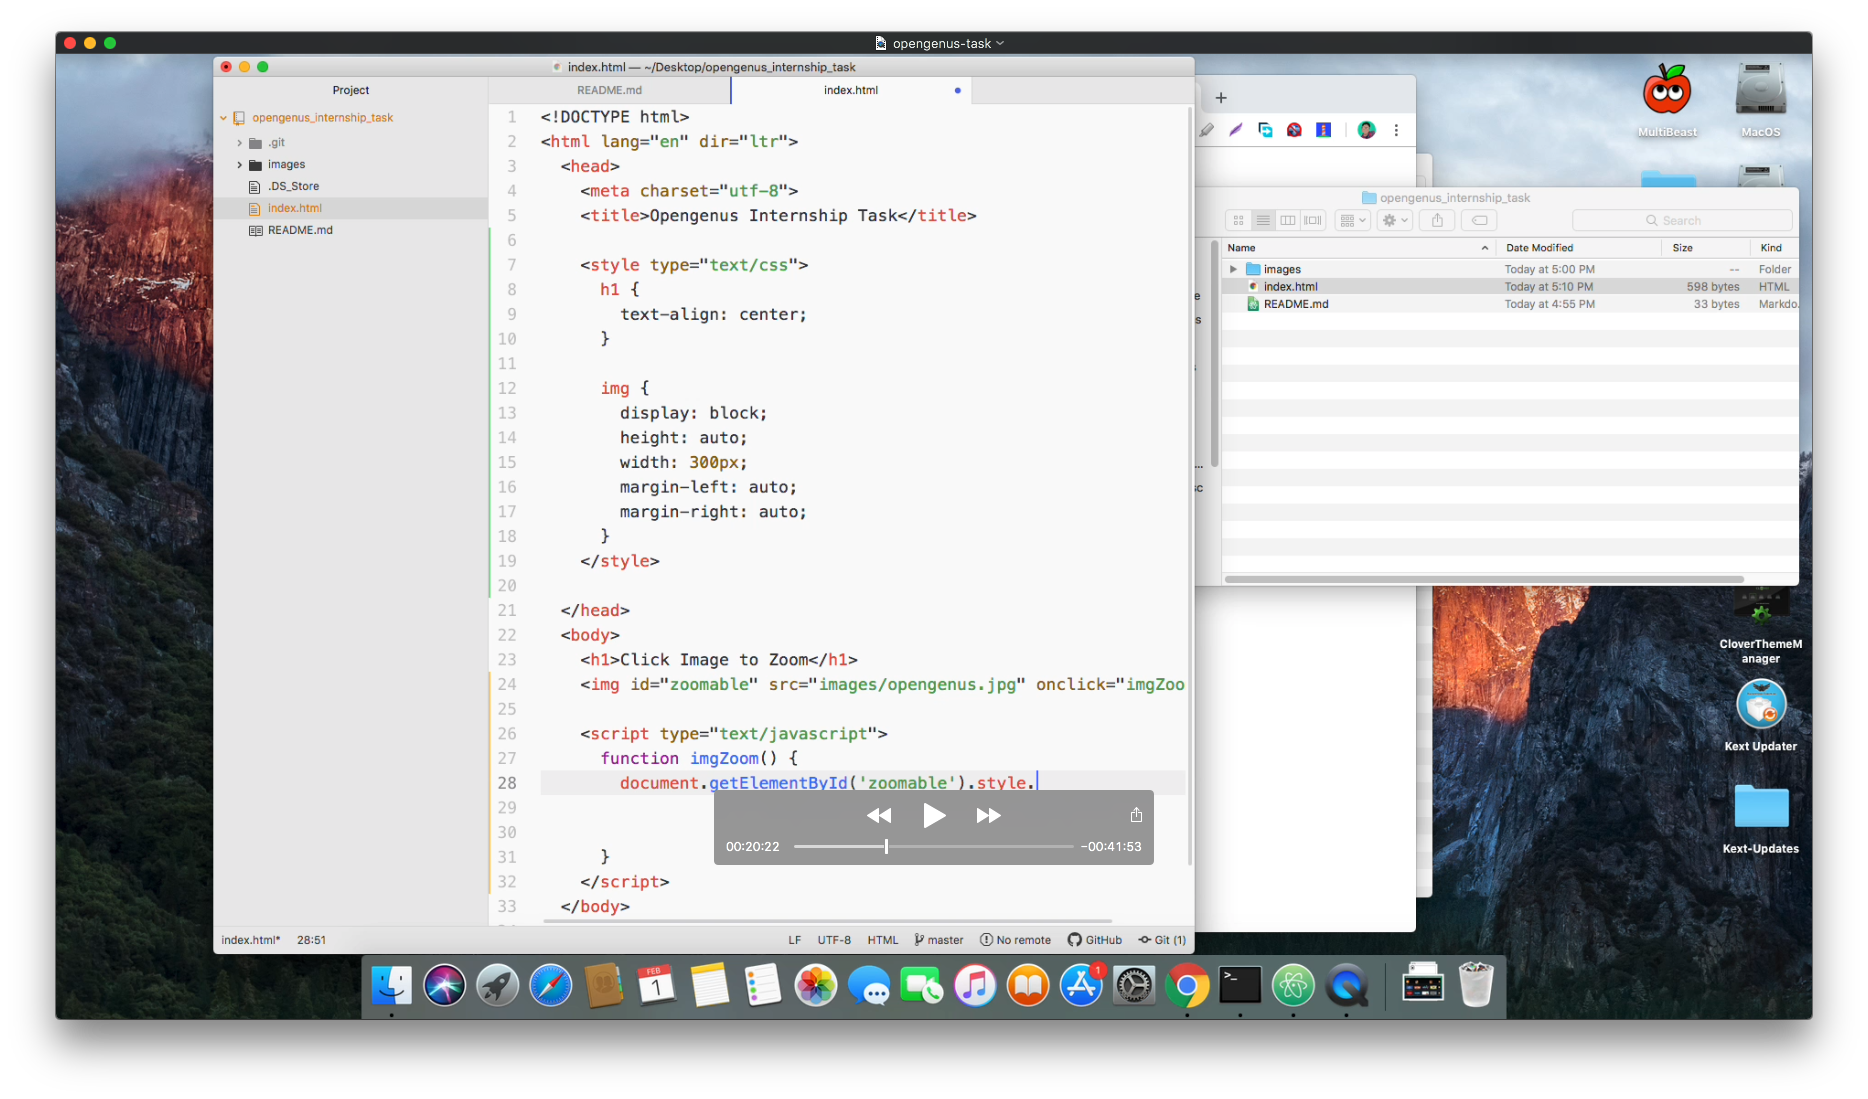 opengenus-task
index.html — ~/Desktop/opengenus_internship_task
Project
README.md
index.html
opengenus_internship_task
.git
images
.DS_Store
index.html
README.md
1 <!DOCTYPE html>
2 <html lang="en" dir="ltr">
3 <head>
4 <meta charset="utf-8">
5 <title>Opengenus Internship Task</title>
6
7 <style type="text/css">
8 h1 {
9 text-align: center;
10 }
11
12 img {
13 display: block;
14 height: auto;
15 width: 300px;
16 margin-left: auto;
17 margin-right: auto;
18 }
19 </style>
20
21 </head>
22 <body>
23 <h1>Click Image to Zoom</h1>
24 <img id="zoomable" src="images/opengenus.jpg" onclick="imgZoo
25
26 <script type="text/javascript">
27 function imgZoom() {
28 document.getElementById('zoomable').style.
29
30
31 }
32 </script>
33 </body>
00:20:22
-00:41:53
index.html* 28:51
LF UTF-8 HTML master No remote GitHub Git (1)
opengenus_internship_task
Search
Name Date Modified Size Kind
images Today at 5:00 PM -- Folder
index.html Today at 5:10 PM 598 bytes HTML
README.md Today at 4:55 PM 33 bytes Markdo.
e
s
s
...
sc
MultiBeast
MacOS
CloverThemeM
anager
Kext Updater
Kext-Updates
FEB
1
1
>_